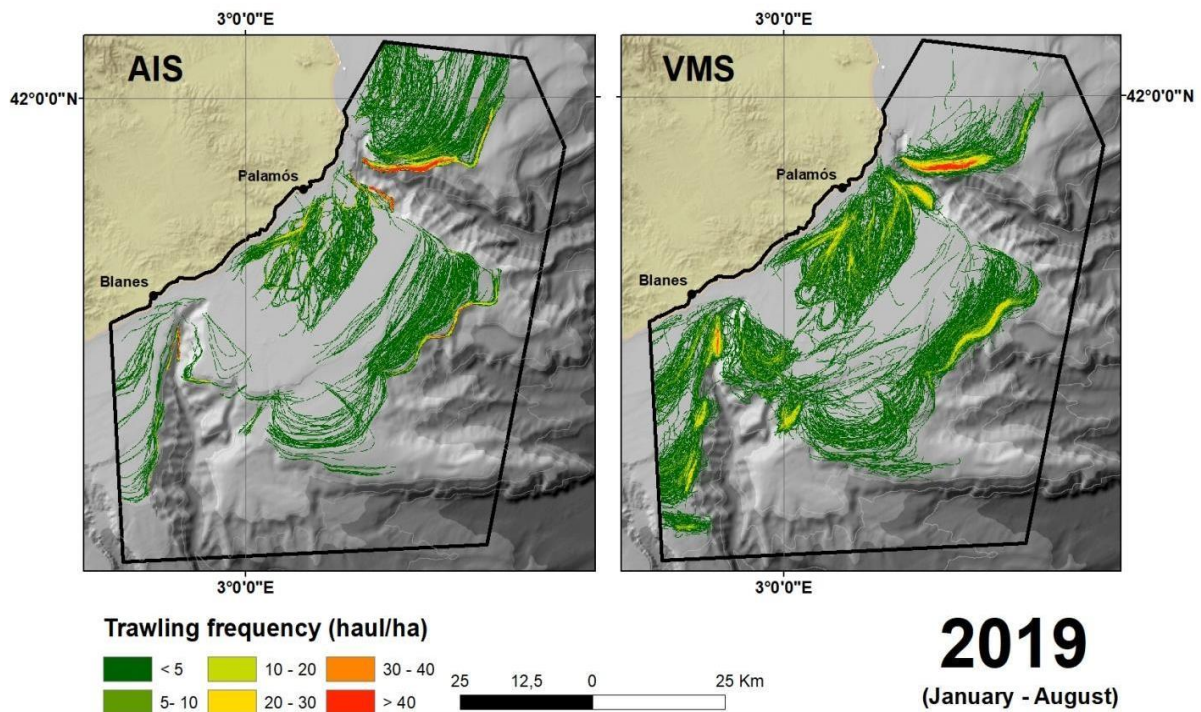 3°0'0"E
3°0'0"E
AIS
VMS
42°0'0"N
42°0'0"N
Palamós
Palamós
Blanes
Blanes
3°0'0"E
3°0'0"E
Trawling frequency (haul/ha)
< 5
10 - 20
30 - 40
5- 10
20 - 30
> 40
25 12,5 0 25 Km
2019
(January - August)